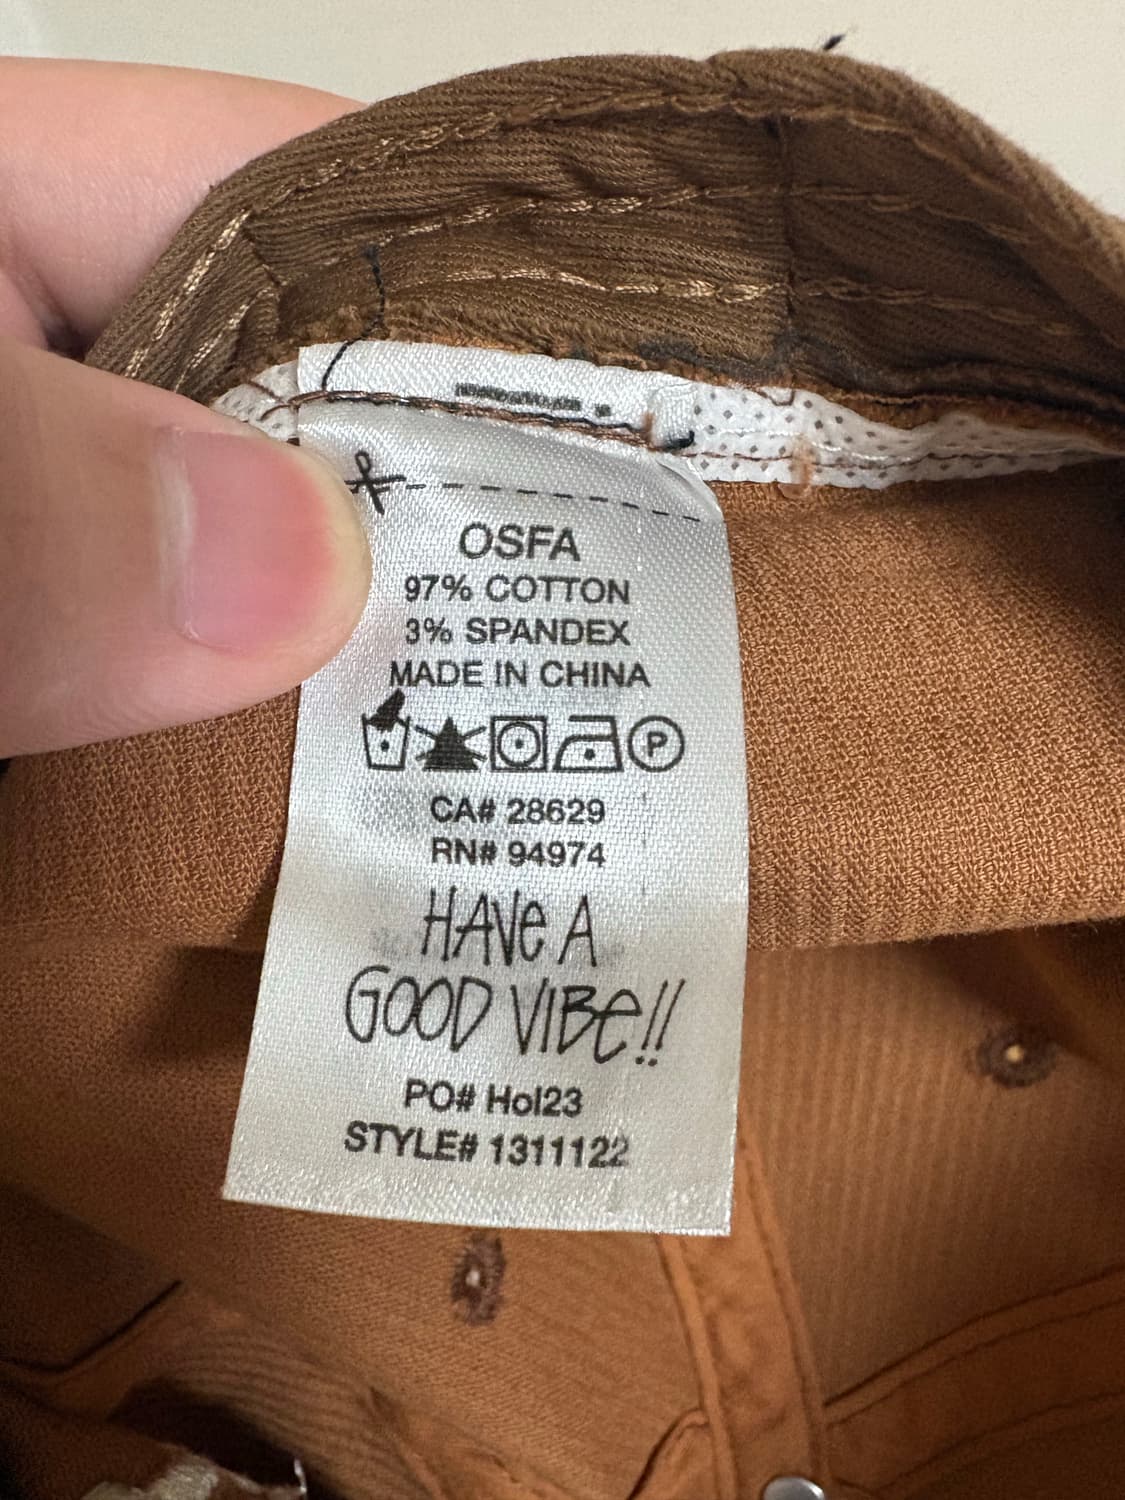 OSFA
97% COTTON
3% SPANDEX
MADE IN CHINA
P
CA# 28629
RN# 94974
HAVe A
GOOD VIBe!!
PO# Hol23
STYLE# 1311122